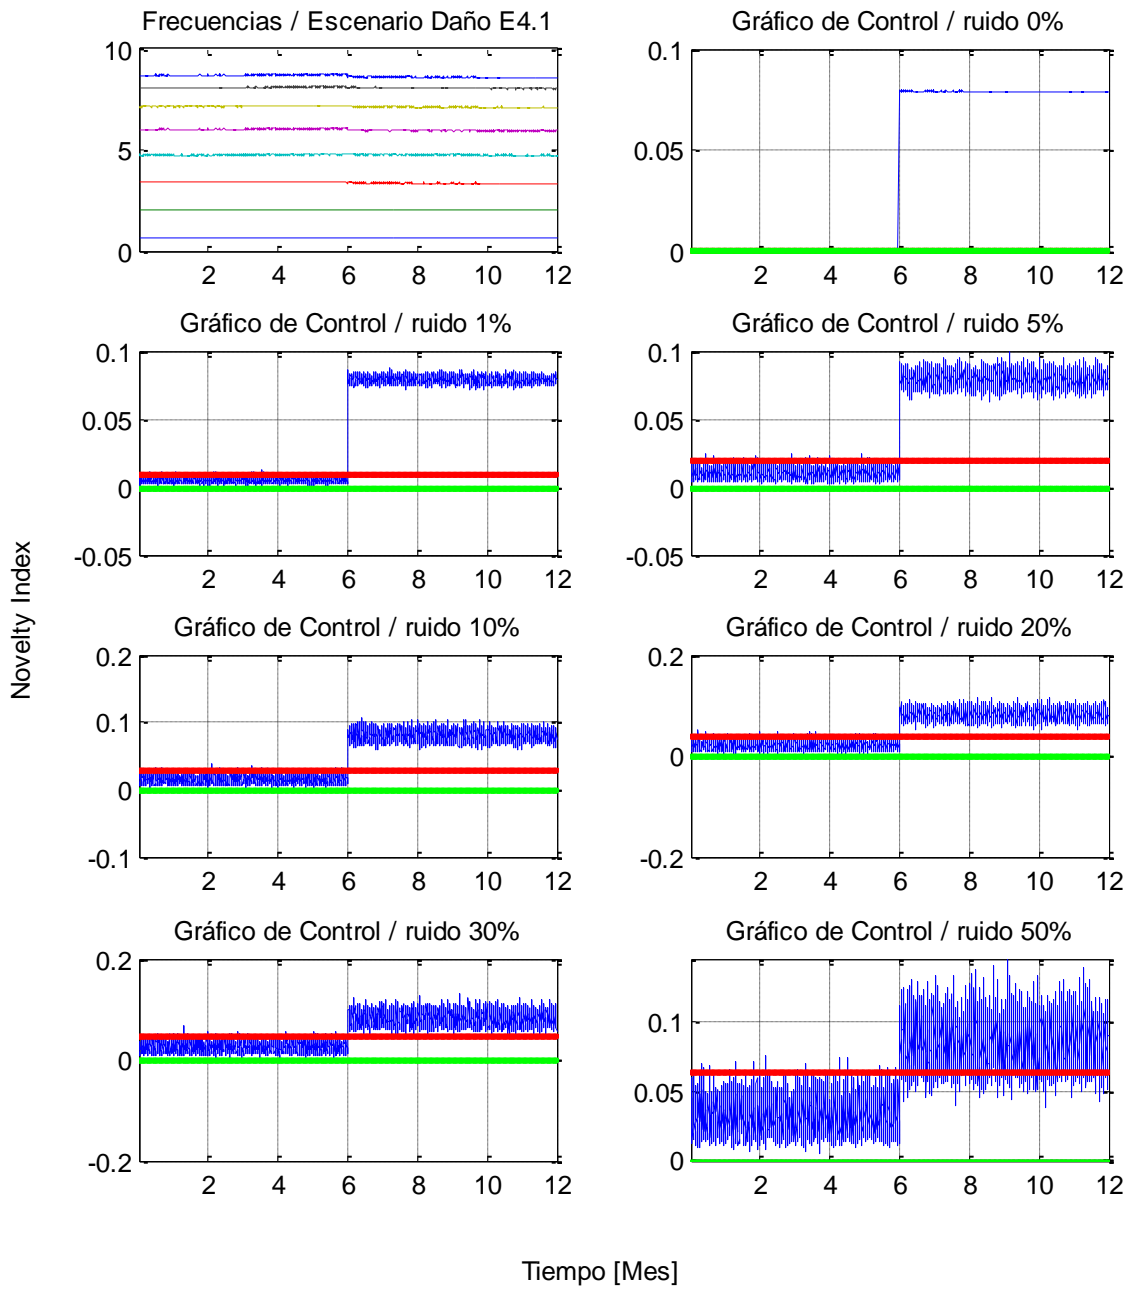 Frecuencias / Escenario Daño E4.1
10
5
0
2 4 6 8 10 12
Gráfico de Control / ruido 0%
0.1
0.05
0
2 4 6 8 10 12
Gráfico de Control / ruido 1%
0.1
0.05
0
-0.05
2 4 6 8 10 12
Gráfico de Control / ruido 5%
0.1
0.05
0
-0.05
2 4 6 8 10 12
Novelty Index
Gráfico de Control / ruido 10%
0.2
0.1
0
-0.1
2 4 6 8 10 12
Gráfico de Control / ruido 20%
0.2
0
-0.2
2 4 6 8 10 12
Gráfico de Control / ruido 30%
0.2
0
-0.2
2 4 6 8 10 12
Gráfico de Control / ruido 50%
0.1
0.05
0
2 4 6 8 10 12
Tiempo [Mes]